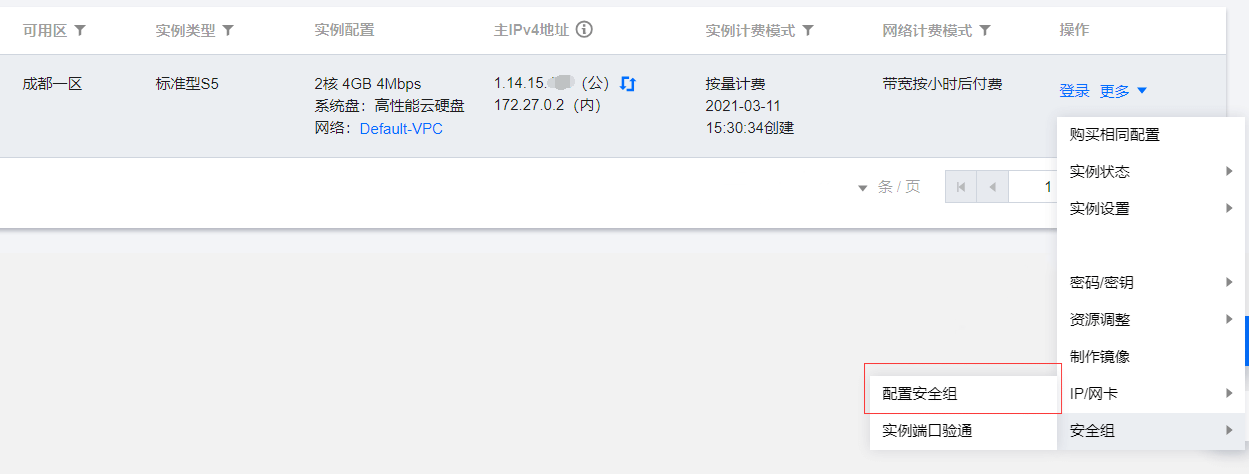 可用区
实例类型
实例配置
主IPv4地址
实例计费模式
网络计费模式
操作
成都一区
标准型S5
2核 4GB 4Mbps
系统盘：高性能云硬盘
网络：Default-VPC
1.14.15. （公）
172.27.0.2（内）
按量计费
2021-03-11
15:30:34创建
带宽按小时后付费
登录 更多
条 / 页
1
购买相同配置
实例状态
实例设置
密码/密钥
资源调整
制作镜像
IP/网卡
安全组
配置安全组
实例端口验通